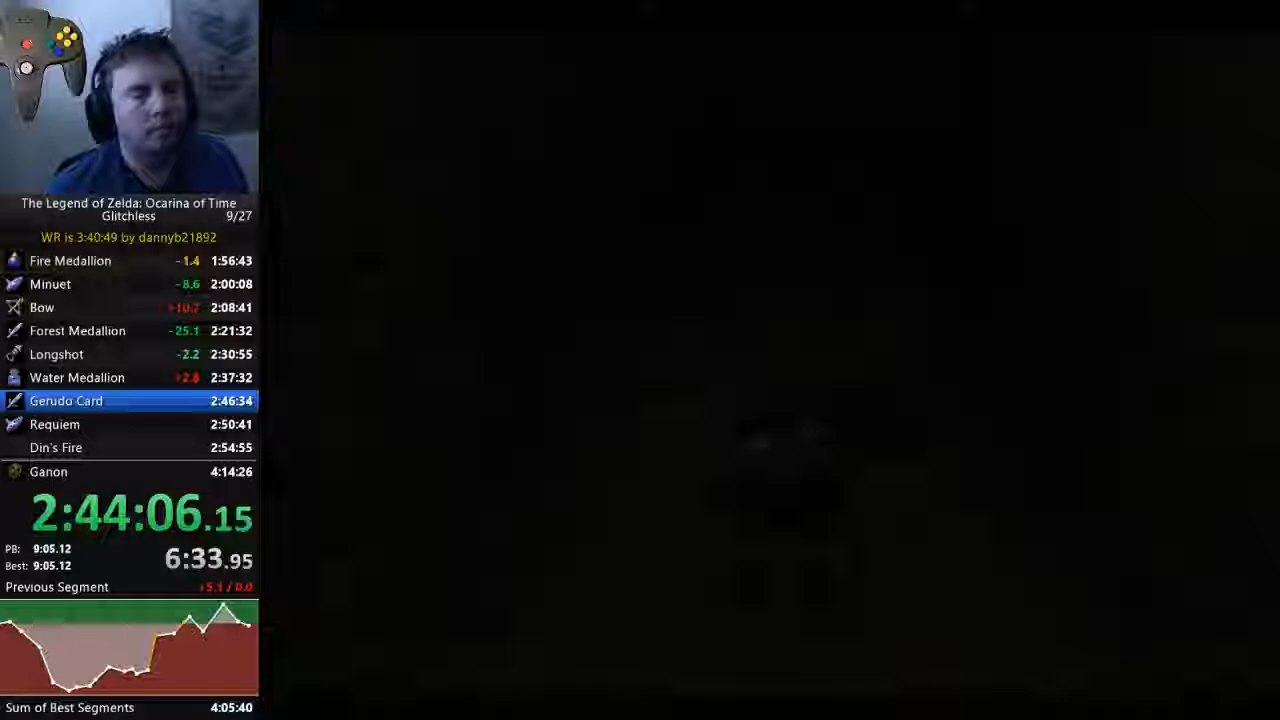 The Legend of Zelda: Ocarina of Time
Glitchless 9/27
WR is 3:40:49 by dannyb21892
Fire Medallion -1.4 1:56:43
Minuet -8.6 2:00:08
Bow +10.7 2:08:41
Forest Medallion -25.1 2:21:32
Longshot -2.2 2:30:55
Water Medallion +2.8 2:37:32
Gerudo Card 2:46:34
Requiem 2:50:41
Din's Fire 2:54:55
Ganon 4:14:26
2:44:06.15
PB: 9:05.12
6:33.95
Best: 9:05.12
Previous Segment +5.1 / 0.0
Sum of Best Segments 4:05:40